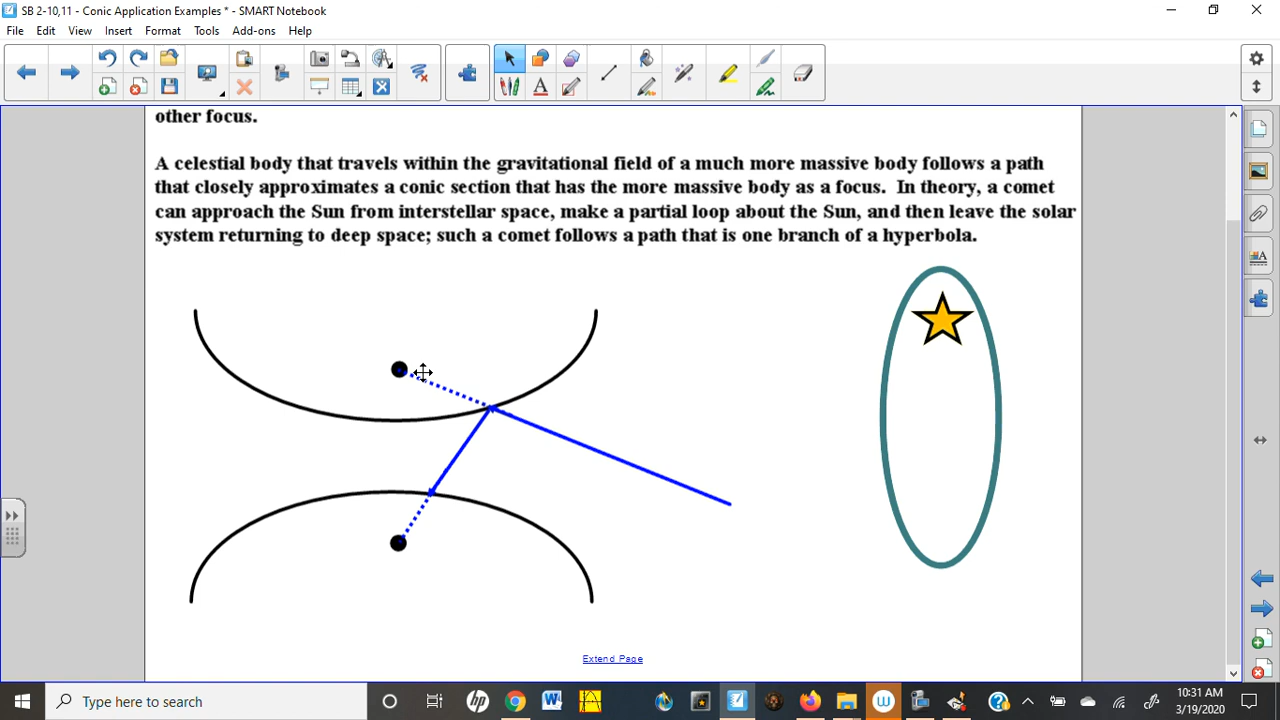 SB 2-10,11 - Conic Application Examples * - SMART Notebook
File Edit View Insert Format Tools Add-ons Help
other focus.
A celestial body that travels within the gravitational field of a much more massive body follows a path
that closely approximates a conic section that has the more massive body as a focus.  In theory, a comet
can approach the Sun from interstellar space, make a partial loop about the Sun, and then leave the solar
system returning to deep space; such a comet follows a path that is one branch of a hyperbola.
Extend Page
Type here to search
10:31 AM
3/19/2020